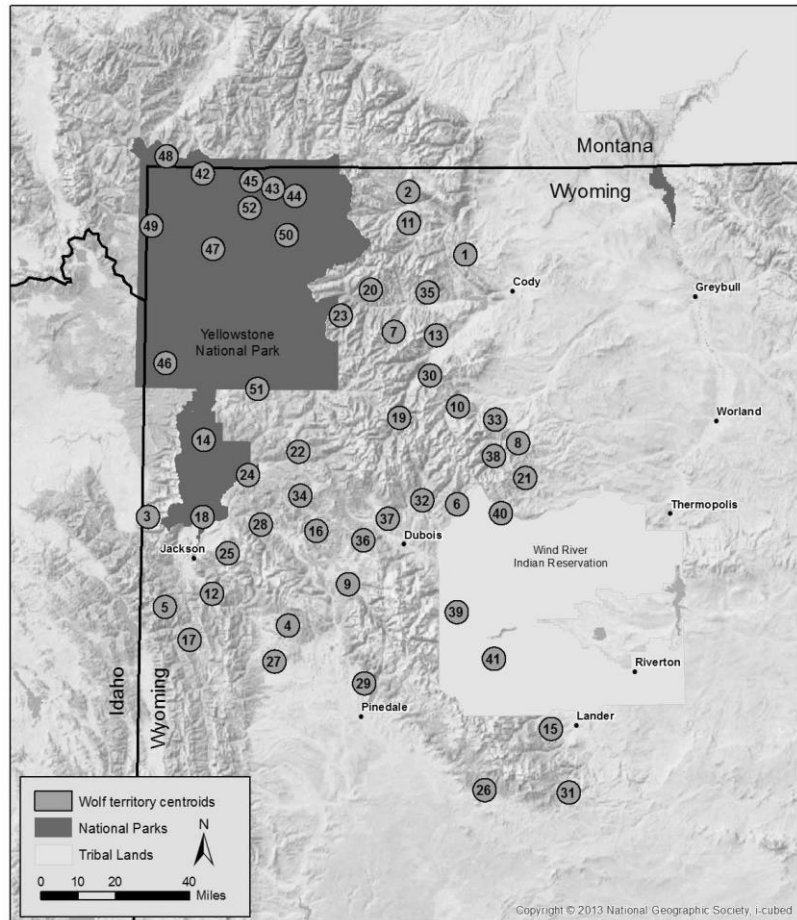 Montana
48
42
45
43
44
2
Wyoming
52
11
49
50
47
1
20
35
Cody
Greybull
23
7
13
Yellowstone
National Park
46
30
51
10
19
33
Worland
14
8
22
38
24
21
34
32
6
3
18
28
37
40
Thermopolis
16
36
Dubois
Jackson
25
Wind River
Indian Reservation
9
12
5
39
4
17
27
41
Riverton
Idaho
Wyoming
29
Pinedale
15
Lander
26
31
Wolf territory centroids
National Parks
N
Tribal Lands
0 10 20 40
Miles
Copyright © 2013 National Geographic Society, i-cubed